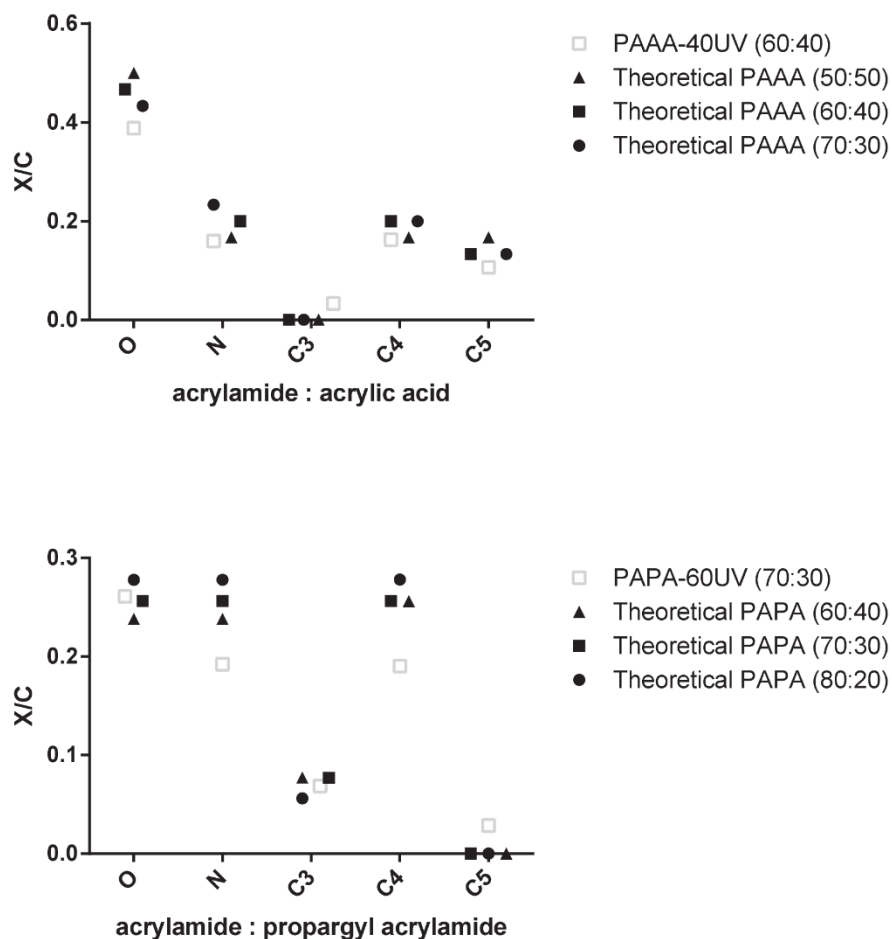 0.6
0.4
0.2
0.0
X/C
O
N
C3
C4
C5
acrylamide : acrylic acid
PAAA-40UV (60:40)
Theoretical PAAA (50:50)
Theoretical PAAA (60:40)
Theoretical PAAA (70:30)
0.3
0.2
0.1
0.0
X/C
O
N
C3
C4
C5
acrylamide : propargyl acrylamide
PAPA-60UV (70:30)
Theoretical PAPA (60:40)
Theoretical PAPA (70:30)
Theoretical PAPA (80:20)